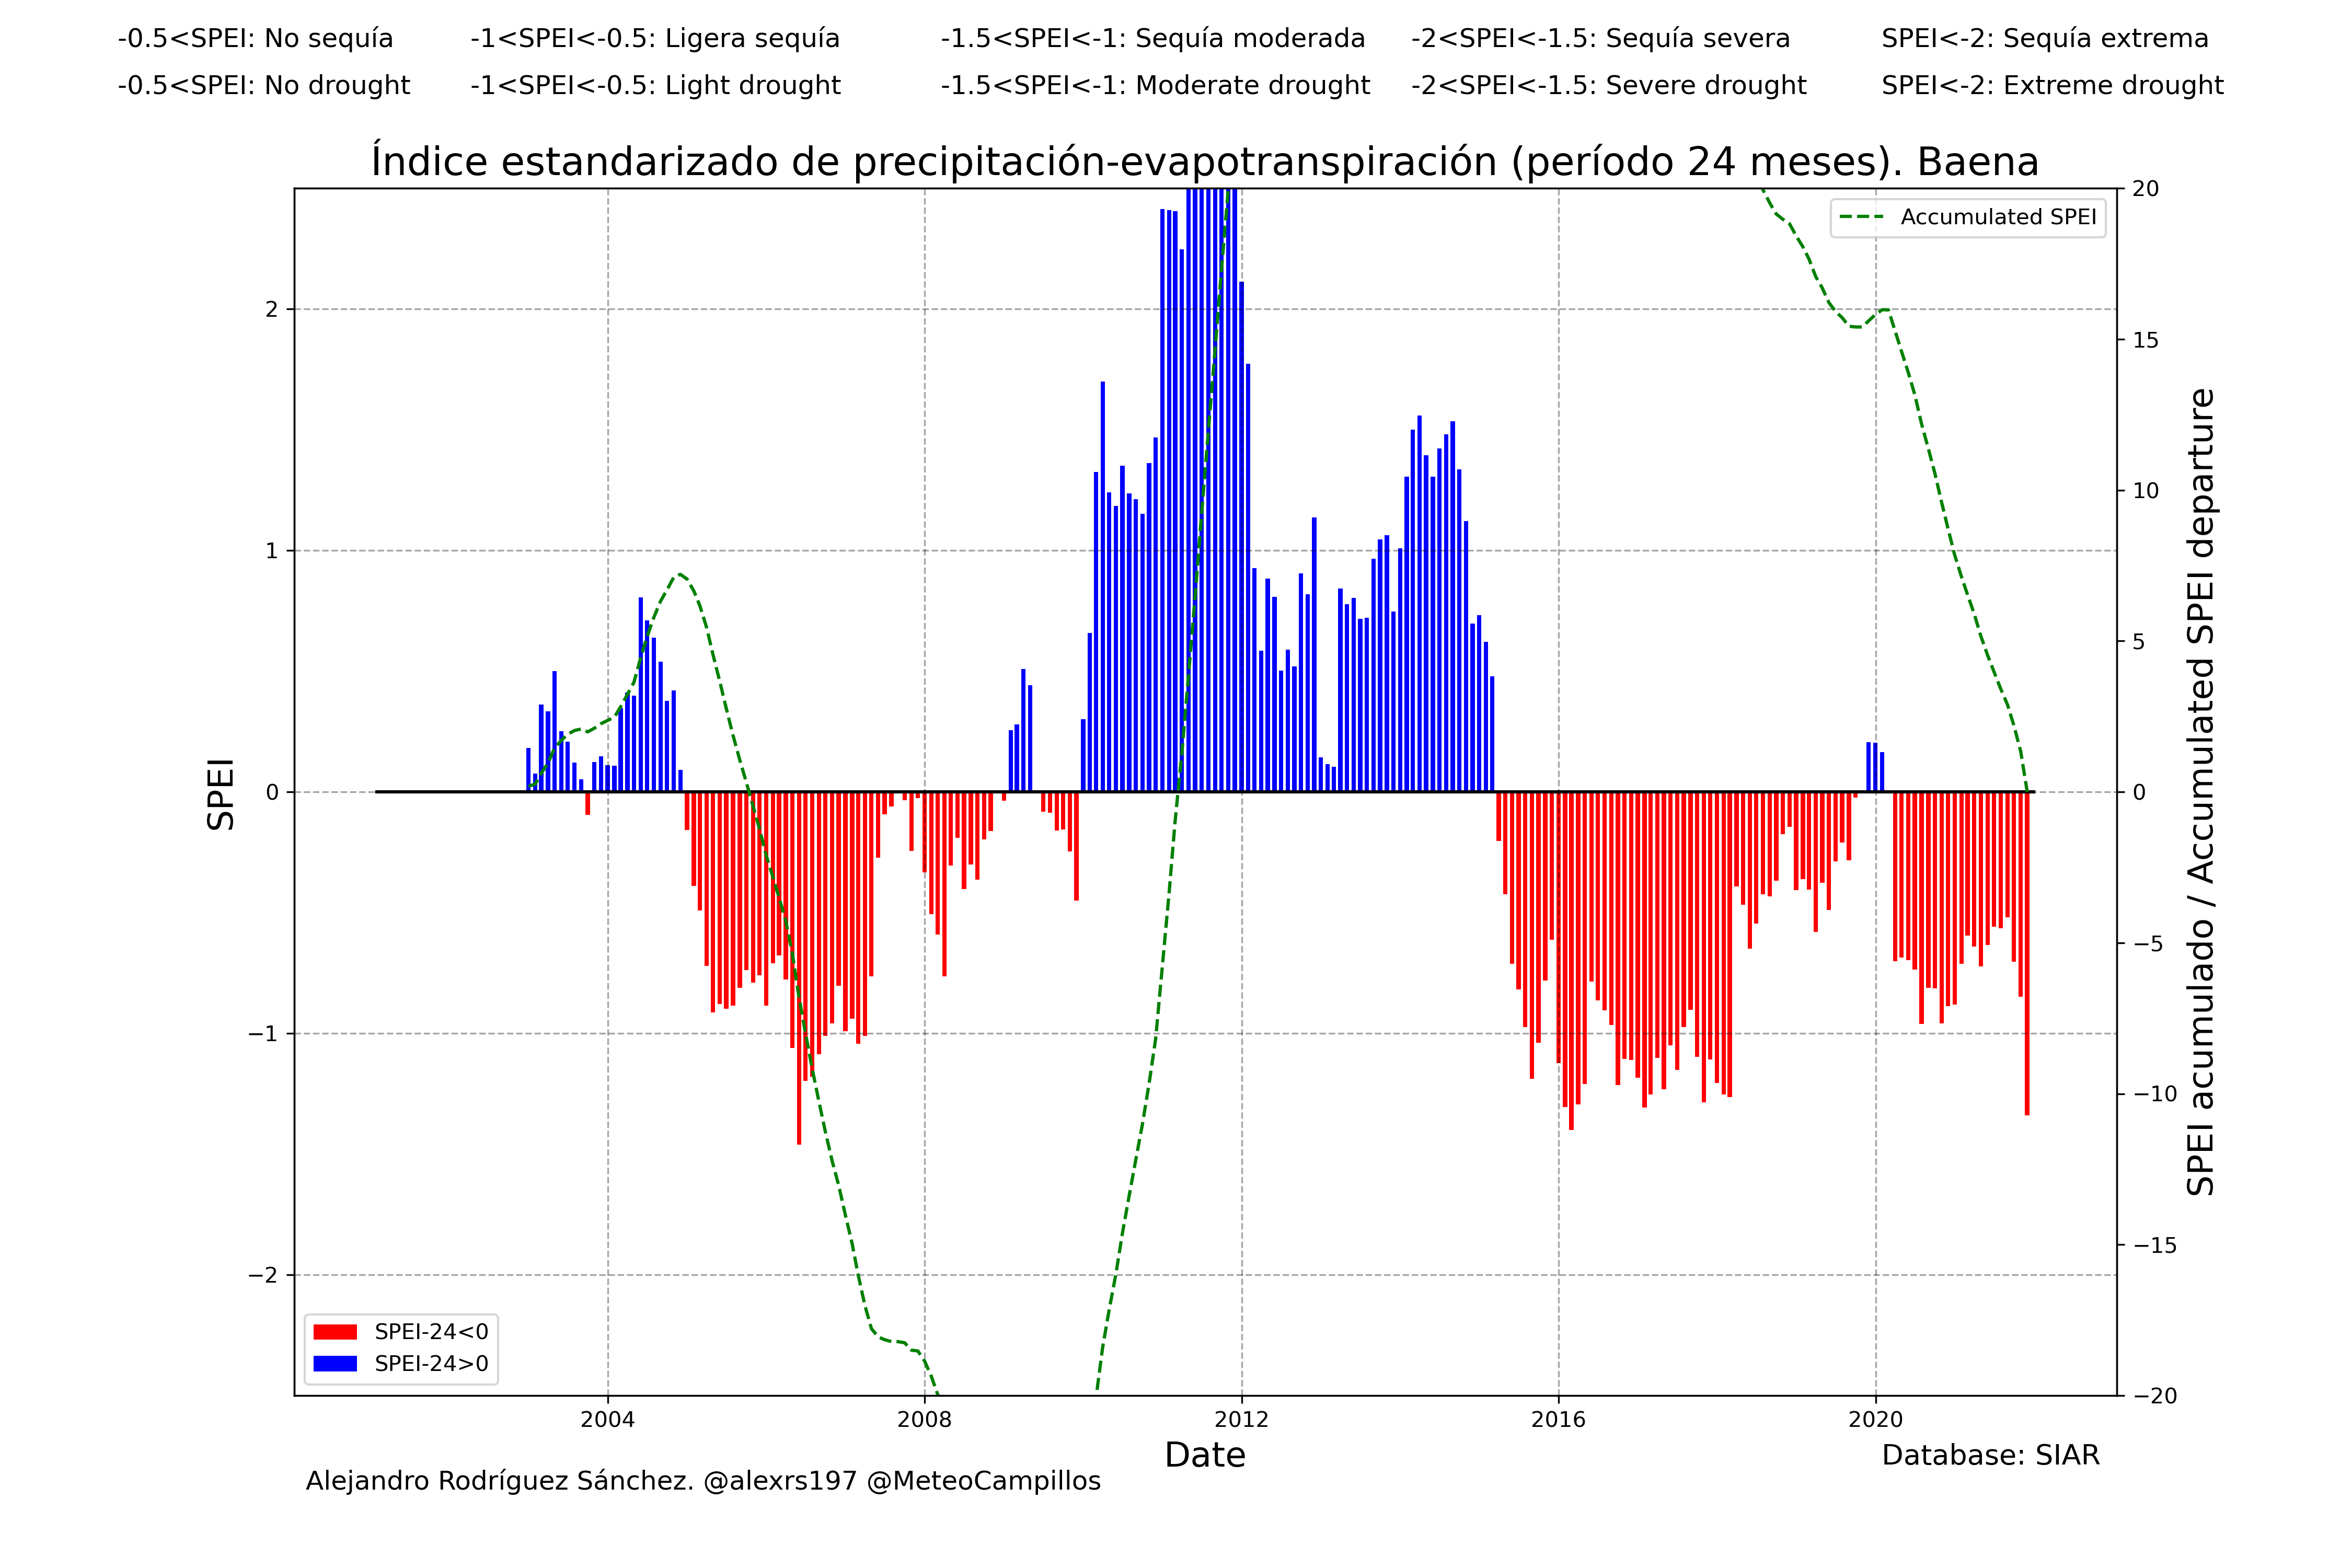 -0.5<SPEI: No sequía -1<SPEI<-0.5: Ligera sequía -1.5<SPEI<-1: Sequía moderada -2<SPEI<-1.5: Sequía severa SPEI<-2: Sequía extrema
-0.5<SPEI: No drought -1<SPEI<-0.5: Light drought -1.5<SPEI<-1: Moderate drought -2<SPEI<-1.5: Severe drought SPEI<-2: Extreme drought
Índice estandarizado de precipitación-evapotranspiración (período 24 meses). Baena
Accumulated SPEI
SPEI
2
1
0
−1
−2
20
15
10
5
0
−5
−10
−15
−20
SPEI acumulado / Accumulated SPEI departure
SPEI-24<0
SPEI-24>0
2004 2008 2012 2016 2020
Date
Database: SIAR
Alejandro Rodríguez Sánchez. @alexrs197 @MeteoCampillos